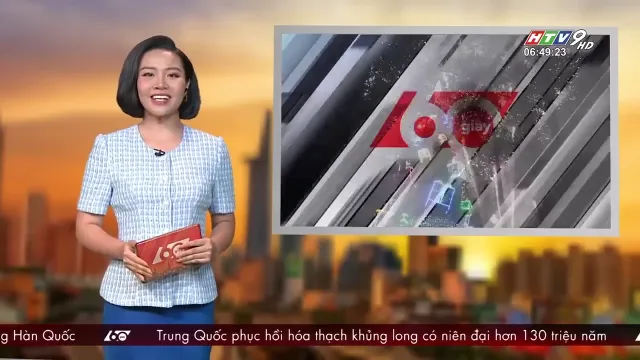 HTV9 HD
06:49:23
60 giây
60
g Hàn Quốc 60 Trung Quốc phục hồi hóa thạch khủng long có niên đại hơn 130 triệu năm